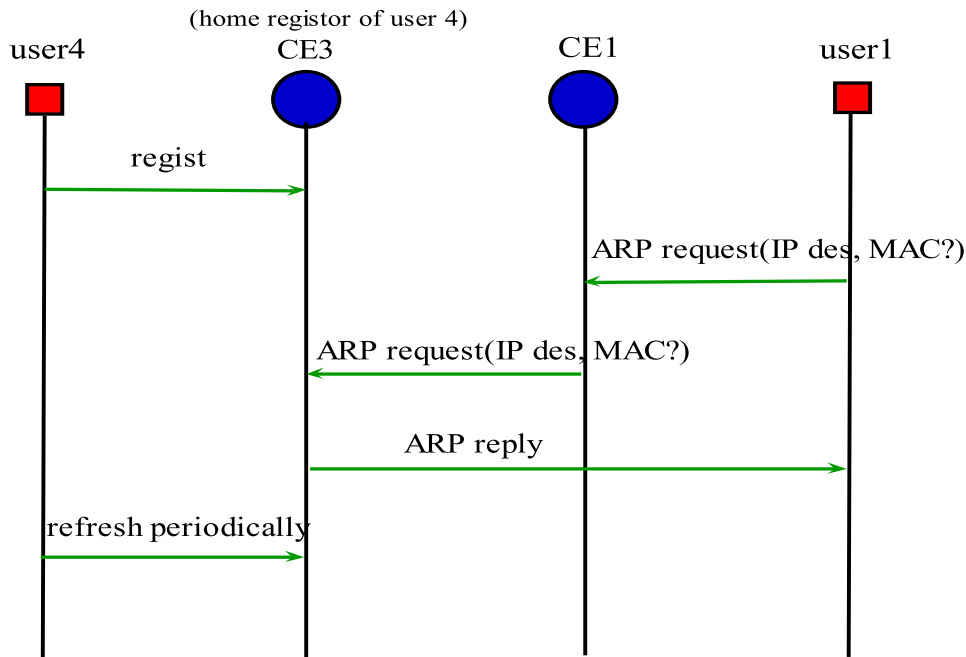 (home registor of user 4)
user4
CE3
CE1
user1
regist
ARP request(IP des, MAC?)
ARP request(IP des, MAC?)
ARP reply
refresh periodically